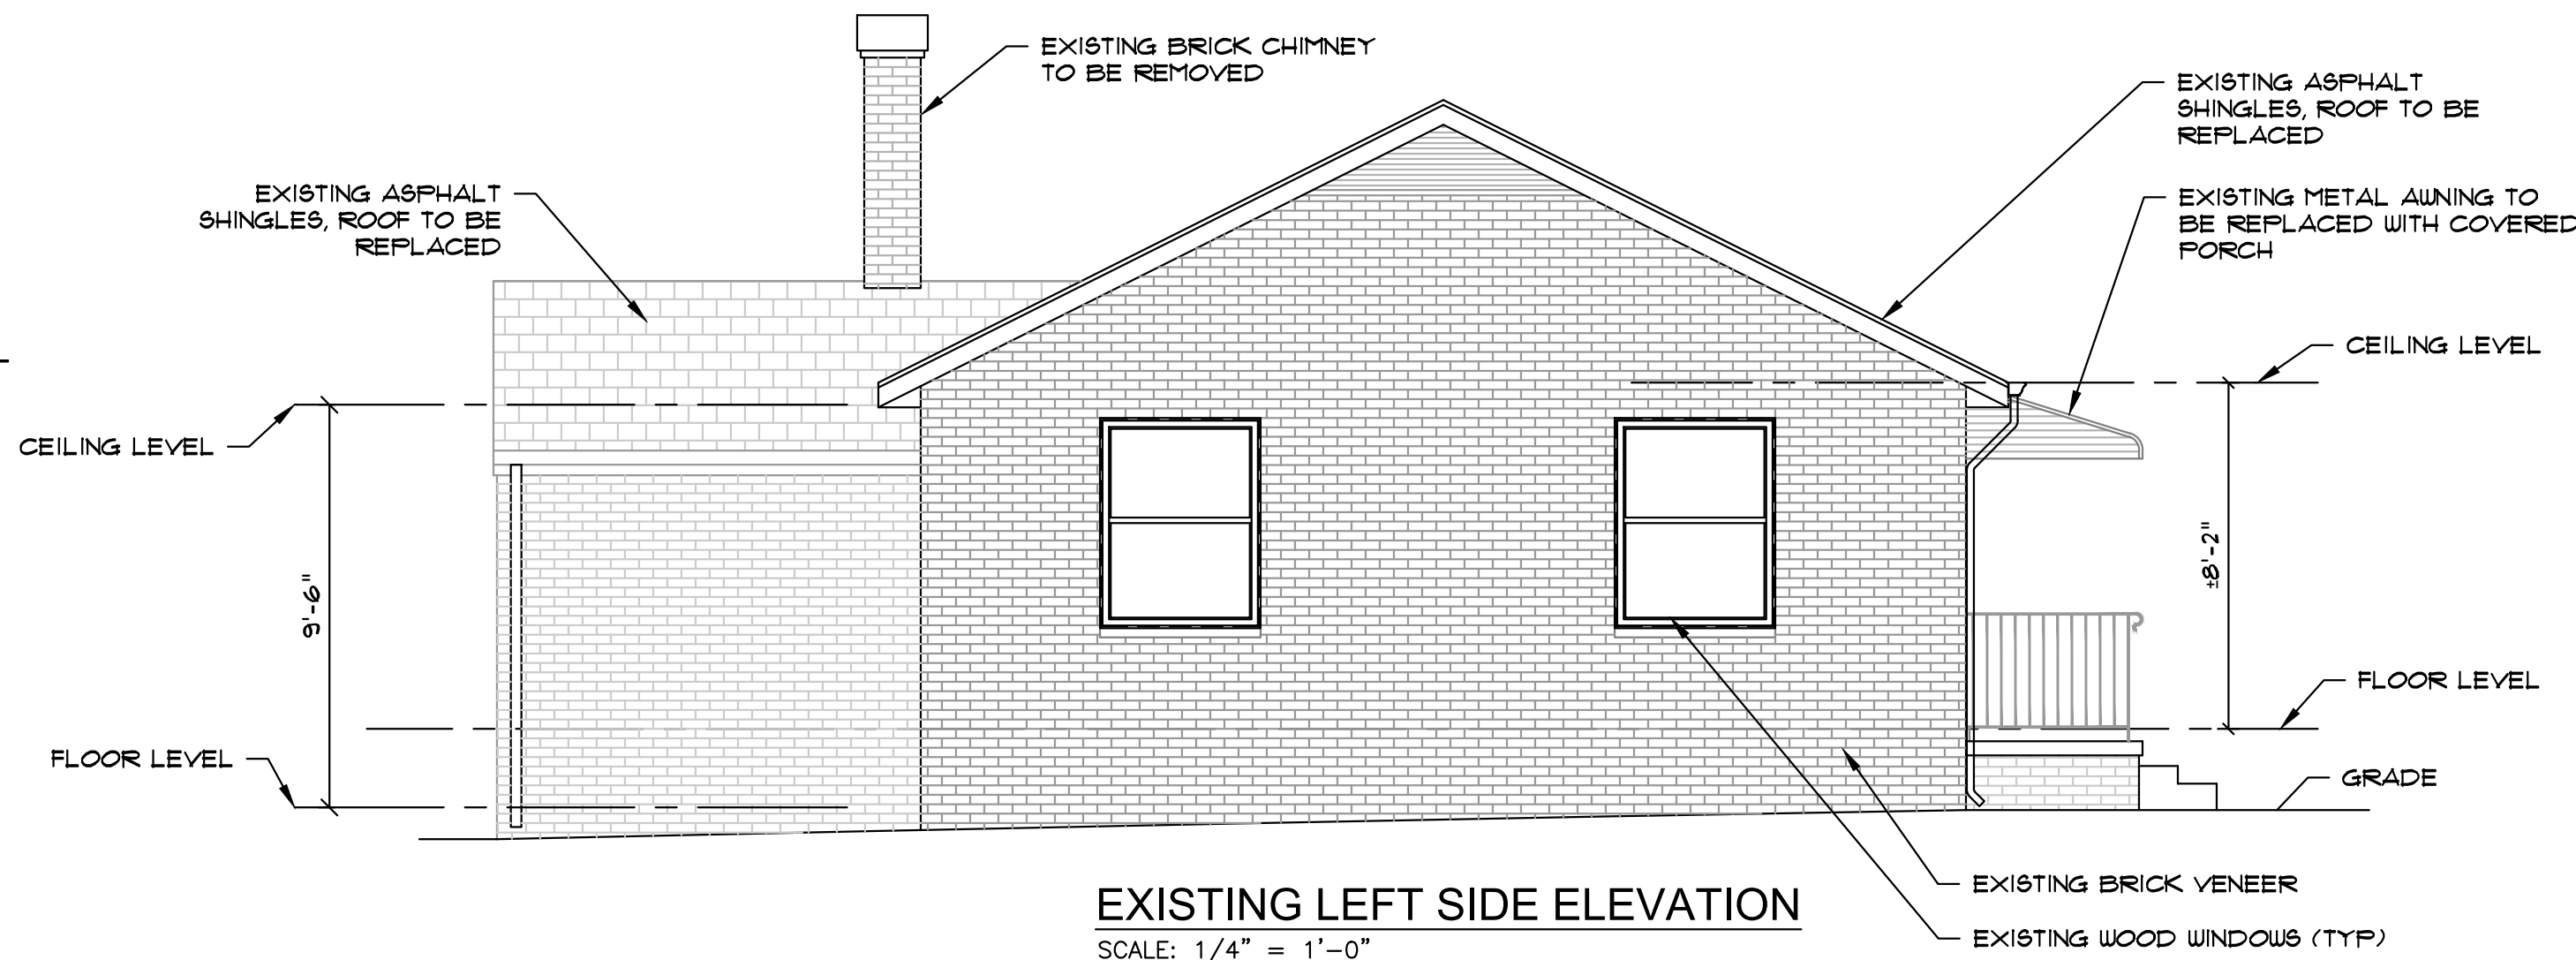 EXISTING BRICK CHIMNEY
TO BE REMOVED
EXISTING ASPHALT
SHINGLES, ROOF TO BE
REPLACED
EXISTING ASPHALT
SHINGLES, ROOF TO BE
REPLACED
EXISTING METAL AWNING TO
BE REPLACED WITH COVERED
PORCH
CEILING LEVEL
CEILING LEVEL
9'-6"
±8'-2"
FLOOR LEVEL
FLOOR LEVEL
GRADE
EXISTING BRICK VENEER
EXISTING WOOD WINDOWS (TYP)
EXISTING LEFT SIDE ELEVATION
SCALE: 1/4" = 1'-0"